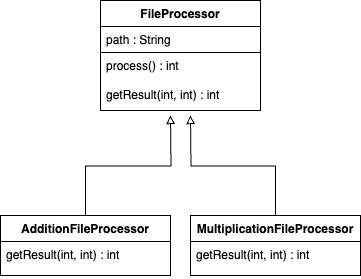 FileProcessor
path : String
process() : int
getResult(int, int) : int
AdditionFileProcessor
getResult(int, int) : int
MultiplicationFileProcessor
getResult(int, int) : int